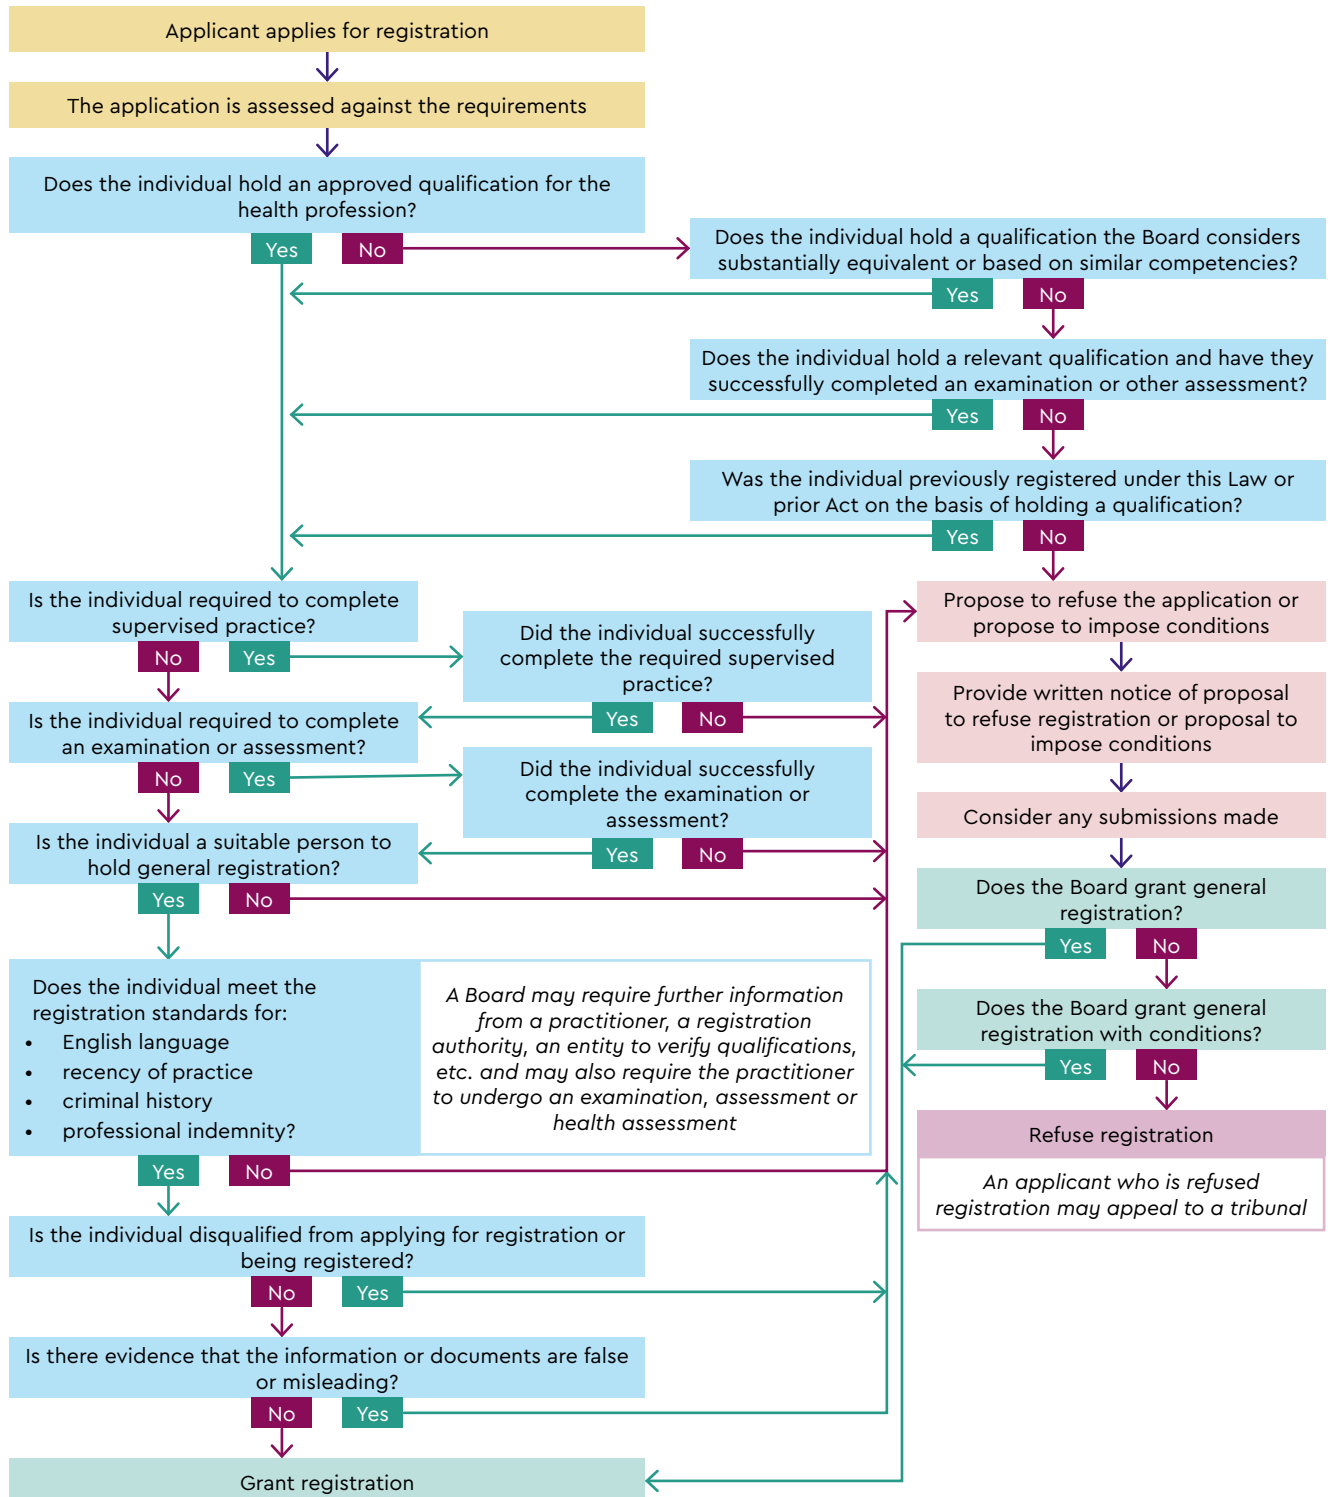 Applicant applies for registration
The application is assessed against the requirements
Does the individual hold an approved qualification for the
health profession?
Yes
No
Does the individual hold a qualification the Board considers
substantially equivalent or based on similar competencies?
Yes
No
Does the individual hold a relevant qualification and have they
successfully completed an examination or other assessment?
Yes
No
Was the individual previously registered under this Law or
prior Act on the basis of holding a qualification?
Yes
No
Is the individual required to complete
supervised practice?
No
Yes
Did the individual successfully
complete the required supervised
practice?
Yes
No
Is the individual required to complete
an examination or assessment?
No
Yes
Did the individual successfully
complete the examination or
assessment?
Yes
No
Is the individual a suitable person to
hold general registration?
Yes
No
Does the individual meet the
registration standards for:
• English language
• recency of practice
• criminal history
• professional indemnity?
A Board may require further information
from a practitioner, a registration
authority, an entity to verify qualifications,
etc. and may also require the practitioner
to undergo an examination, assessment or
health assessment
Yes
No
Is the individual disqualified from applying for registration or
being registered?
No
Yes
Is there evidence that the information or documents are false
or misleading?
No
Yes
Grant registration
Propose to refuse the application or
propose to impose conditions
Provide written notice of proposal
to refuse registration or proposal to
impose conditions
Consider any submissions made
Does the Board grant general
registration?
Yes
No
Does the Board grant general
registration with conditions?
Yes
No
Refuse registration
An applicant who is refused
registration may appeal to a tribunal